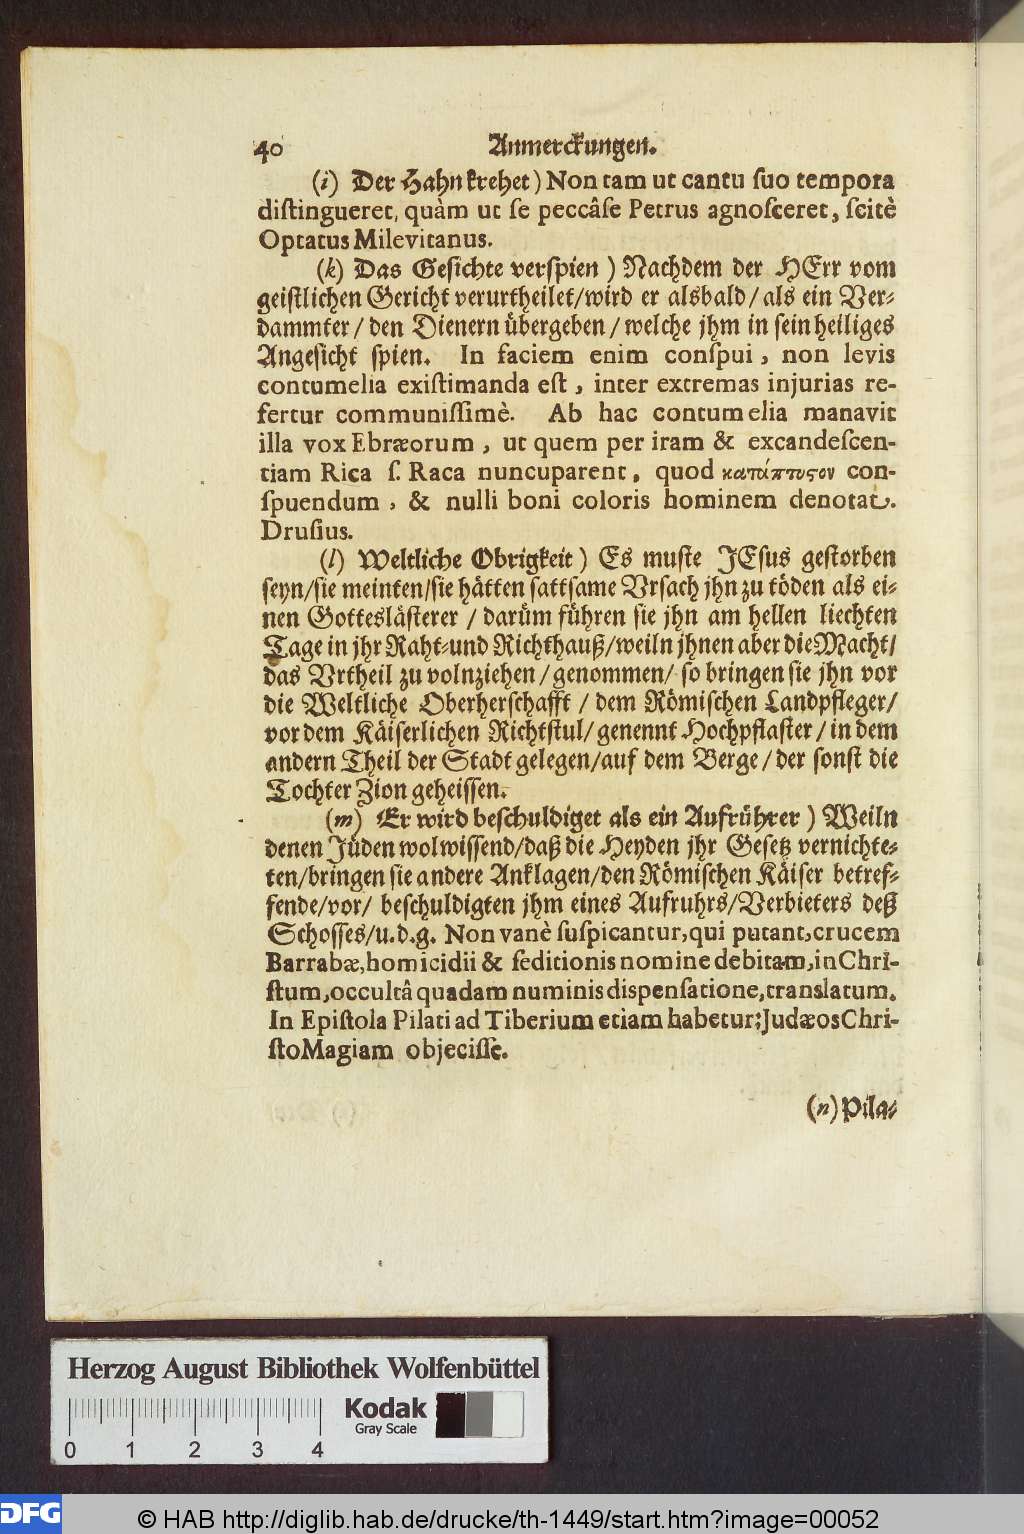 40 Anmerckungen.
(i) Der Hahn krehet) Non tam ut cantu ſuo tempora
diſtingueret, quàm ut ſe peccâſe Petrus agnoſceret, ſcitè
Optatus Milevitanus.
(k) Das Geſichte verſpien) Nachdem der HErr vom
geiſtlichen Gericht verurtheilet/wird er alsbald/als ein Ver⸗
dammter/den Dienern übergeben/welche jhm in ſein heiliges
Angeſicht ſpien. In faciem enim conſpui, non levis
contumelia exiſtimanda eſt, inter extremas injurias re-
fertur communiſſimè. Ab hac contumelia manavit
illa vox Ebræorum, ut quem per iram & excandeſcen-
tiam Rica ſ. Raca nuncuparent, quod κατάπτυςον con-
ſpuendum, & nulli boni coloris hominem denotat.
Druſius.
(l) Weltliche Obrigkeit) Es muſte JEſus geſtorben
ſeyn/ſie meinten/ſie hätten ſattſame Vrſach jhn zu töden als ei⸗
nen Gottesläſterer/darüm führen ſie jhn am hellen liechten
Tage in jhr Raht⸗und Richthauß/weiln jhnen aber die Macht/
das Vrtheil zu volnziehen/genommen/ſo bringen ſie jhn vor
die Weltliche Oberherſchafft/dem Römiſchen Landpfleger/
vor dem Käiſerlichen Richtſtul/genennt Hochpflaſter/in dem
andern Theil der Stadt gelegen/auf dem Berge/der ſonſt die
Tochter Zion geheiſſen.
(m) Er wird beſchuldiget als ein Aufrührer) Weiln
denen Jüden wol wiſſend/daß die Heyden jhr Geſetz vernichte⸗
ten/bringen ſie andere Anklagen/den Römiſchen Käiſer betref⸗
fende/vor/beſchuldigten jhm eines Aufruhrs/Verbieters deß
Schoſſes/u.d.g. Non vanè ſuſpicantur, qui putant, crucem
Barrabæ, homicidii & ſeditionis nomine debitam, in Chri-
ſtum, occultâ quadam numinis diſpenſatione, translatum.
In Epiſtola Pilati ad Tiberium etiam habetur; Judæos Chri-
ſto Magiam objeciſſe.
(n) Pila⸗
Herzog August Bibliothek Wolfenbüttel
Kodak
Gray Scale
0 1 2 3 4
DFG © HAB http://diglib.hab.de/drucke/th-1449/start.htm?image=00052